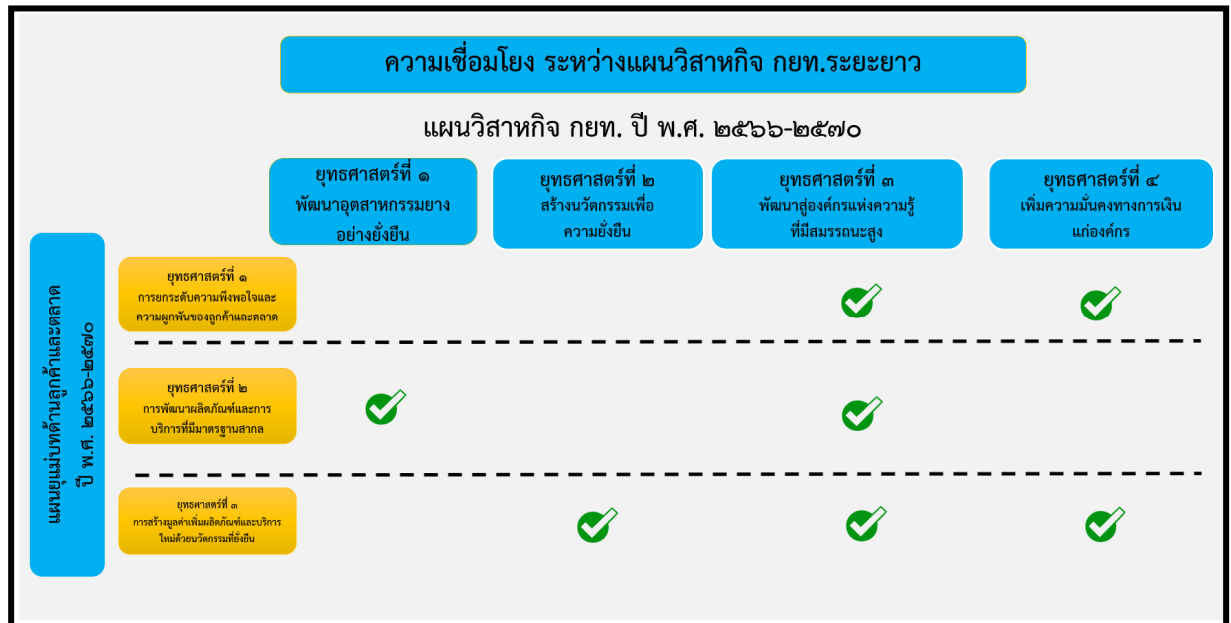 ความเชื่อมโยง ระหว่างแผนวิสาหกิจ กยท.ระยะยาว
แผนวิสาหกิจ กยท. ปี พ.ศ. ๒๕๖๖-๒๕๗๐
ยุทธศาสตร์ที่ ๑
พัฒนาอุตสาหกรรมยาง
อย่างยั่งยืน
ยุทธศาสตร์ที่ ๒
สร้างนวัตกรรมเพื่อ
ความยั่งยืน
ยุทธศาสตร์ที่ ๓
พัฒนาสู่องค์กรแห่งความรู้
ที่มีสมรรถนะสูง
ยุทธศาสตร์ที่ ๔
เพิ่มความมั่นคงทางการเงิน
แก่องค์กร
แผนยุแม่บทด้านลูกค้าและตลาด
ปี พ.ศ. ๒๕๖๖-๒๕๗๐
ยุทธศาสตร์ที่ ๑
การยกระดับความพึงพอใจและ
ความผูกพันของลูกค้าและตลาด
ยุทธศาสตร์ที่ ๒
การพัฒนาผลิตภัณฑ์และการ
บริการที่มีมาตรฐานสากล
ยุทธศาสตร์ที่ ๓
การสร้างมูลค่าเพิ่มผลิตภัณฑ์และบริการ
ใหม่ด้วยนวัตกรรมที่ยั่งยืน